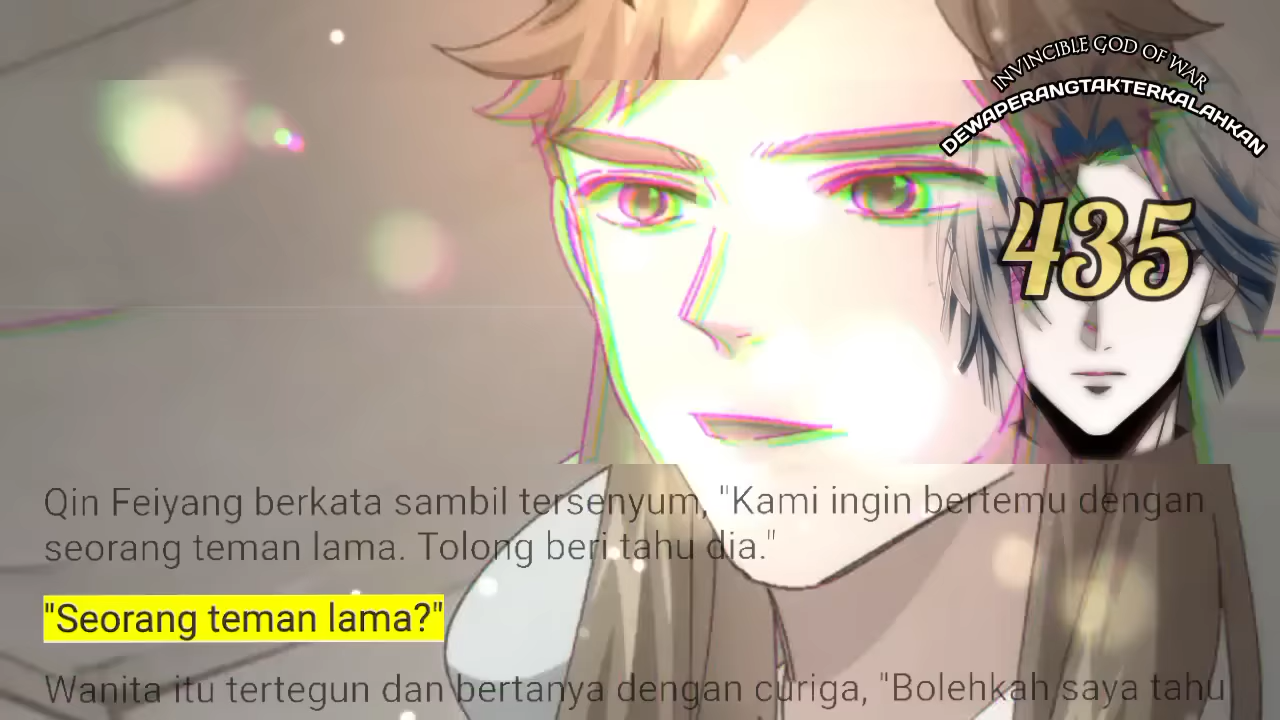 INVINCIBLE GOD OF WAR
DEWAPERANGTAKTERKALAHKAN
435
Qin Feiyang berkata sambil tersenyum, "Kami ingin bertemu dengan
seorang teman lama. Tolong beri tahu dia."
"Seorang teman lama?"
Wanita itu tertegun dan bertanya dengan curiga, "Bolehkah saya tahu